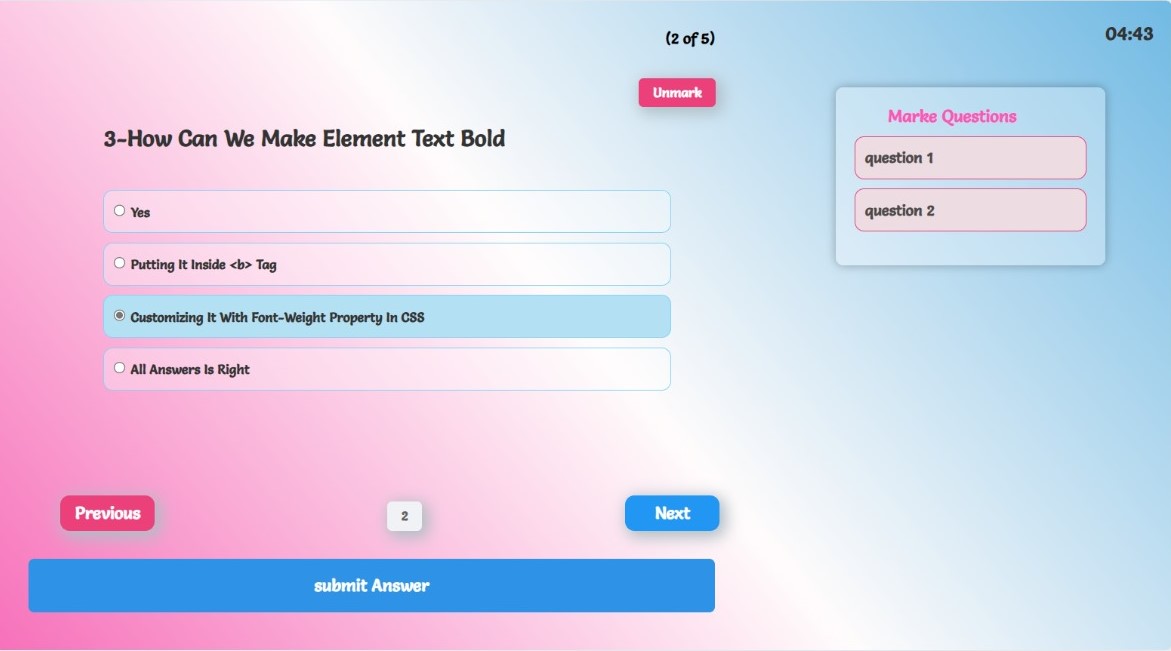 (2 of 5)
04:43
Unmark
Marke Questions
question 1
question 2
3-How Can We Make Element Text Bold
Yes
Putting It Inside <b> Tag
Customizing It With Font-Weight Property In CSS
All Answers Is Right
Previous
2
Next
submit Answer